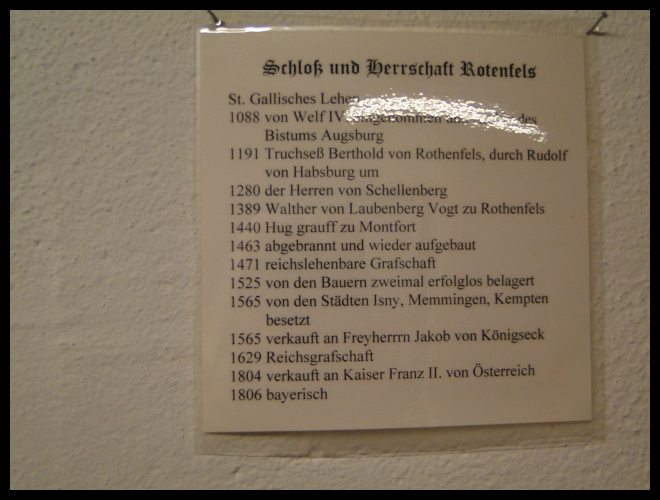 Schloß und Herrschaft Rotenfels
St. Gallisches Lehen
1088 von Welf IV. eingenommen des
Bistums Augsburg
1191 Truchseß Berthold von Rothenfels, durch Rudolf
von Habsburg um
1280 der Herren von Schellenberg
1389 Walther von Laubenberg Vogt zu Rothenfels
1440 Hug grauff zu Montfort
1463 abgebrannt und wieder aufgebaut
1471 reichslehenbare Grafschaft
1525 von den Bauern zweimal erfolglos belagert
1565 von den Städten Isny, Memmingen, Kempten
besetzt
1565 verkauft an Freyherrrn Jakob von Königseck
1629 Reichsgrafschaft
1804 verkauft an Kaiser Franz II. von Österreich
1806 bayerisch